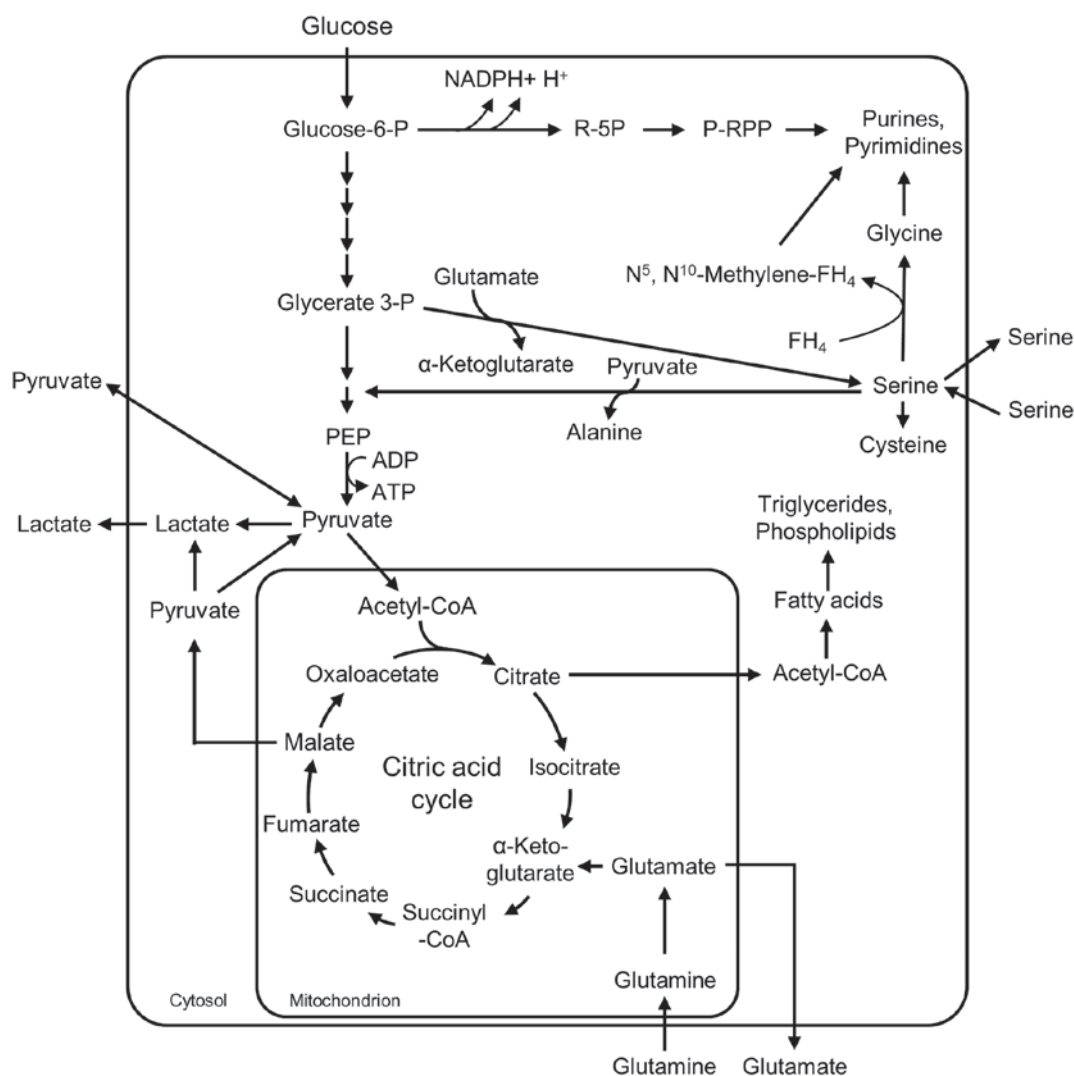 Glucose
NADPH+ H⁺
Glucose-6-P
R-5P
P-RPP
Purines,
Pyrimidines
Glycine
N⁵, N¹⁰-Methylene-FH₄
Glutamate
Glycerate 3-P
FH₄
α-Ketoglutarate
Pyruvate
Serine
Serine
Serine
Pyruvate
Alanine
Cysteine
PEP
ADP
ATP
Lactate
Lactate
Pyruvate
Triglycerides,
Phospholipids
Pyruvate
Acetyl-CoA
Fatty acids
Oxaloacetate
Citrate
Acetyl-CoA
Malate
Citric acid
cycle
Isocitrate
Fumarate
α-Keto-
glutarate
Glutamate
Succinate
Succinyl
-CoA
Glutamine
Cytosol
Mitochondrion
Glutamine
Glutamate